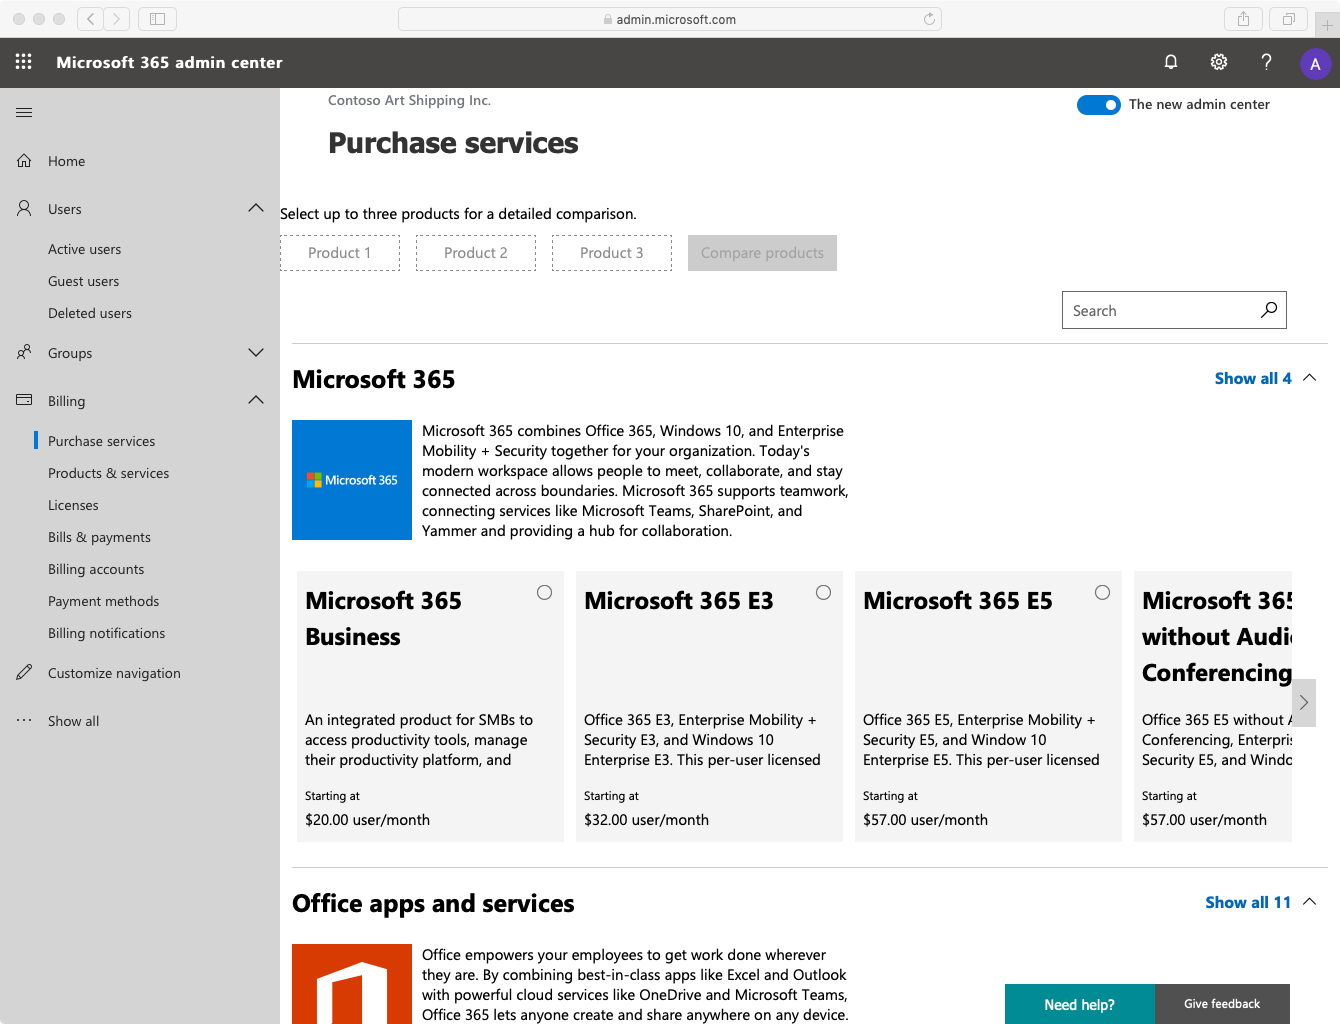 admin.microsoft.com
Microsoft 365 admin center
?
A
Contoso Art Shipping Inc.
The new admin center
Purchase services
Home
Users
Active users
Guest users
Deleted users
Groups
Billing
Purchase services
Products & services
Licenses
Bills & payments
Billing accounts
Payment methods
Billing notifications
Customize navigation
Show all
Select up to three products for a detailed comparison.
Product 1
Product 2
Product 3
Compare products
Search
Microsoft 365
Show all 4
Microsoft 365
Microsoft 365 combines Office 365, Windows 10, and Enterprise
Mobility + Security together for your organization. Today's
modern workspace allows people to meet, collaborate, and stay
connected across boundaries. Microsoft 365 supports teamwork,
connecting services like Microsoft Teams, SharePoint, and
Yammer and providing a hub for collaboration.
Microsoft 365
Business
An integrated product for SMBs to
access productivity tools, manage
their productivity platform, and
Starting at
$20.00 user/month
Microsoft 365 E3
Office 365 E3, Enterprise Mobility +
Security E3, and Windows 10
Enterprise E3. This per-user licensed
Starting at
$32.00 user/month
Microsoft 365 E5
Office 365 E5, Enterprise Mobility +
Security E5, and Window 10
Enterprise E5. This per-user licensed
Starting at
$57.00 user/month
Microsoft 365
without
Conferencing
Office 365 E5 without
Conferencing,
Security E5, and
Starting at
$57.00 user/month
Office apps and services
Show all 11
Office empowers your employees to get work done wherever
they are. By combining best-in-class apps like Excel and Outlook
with powerful cloud services like OneDrive and Microsoft Teams,
Office 365 lets anyone create and share anywhere on any device.
Need help?
Give feedback